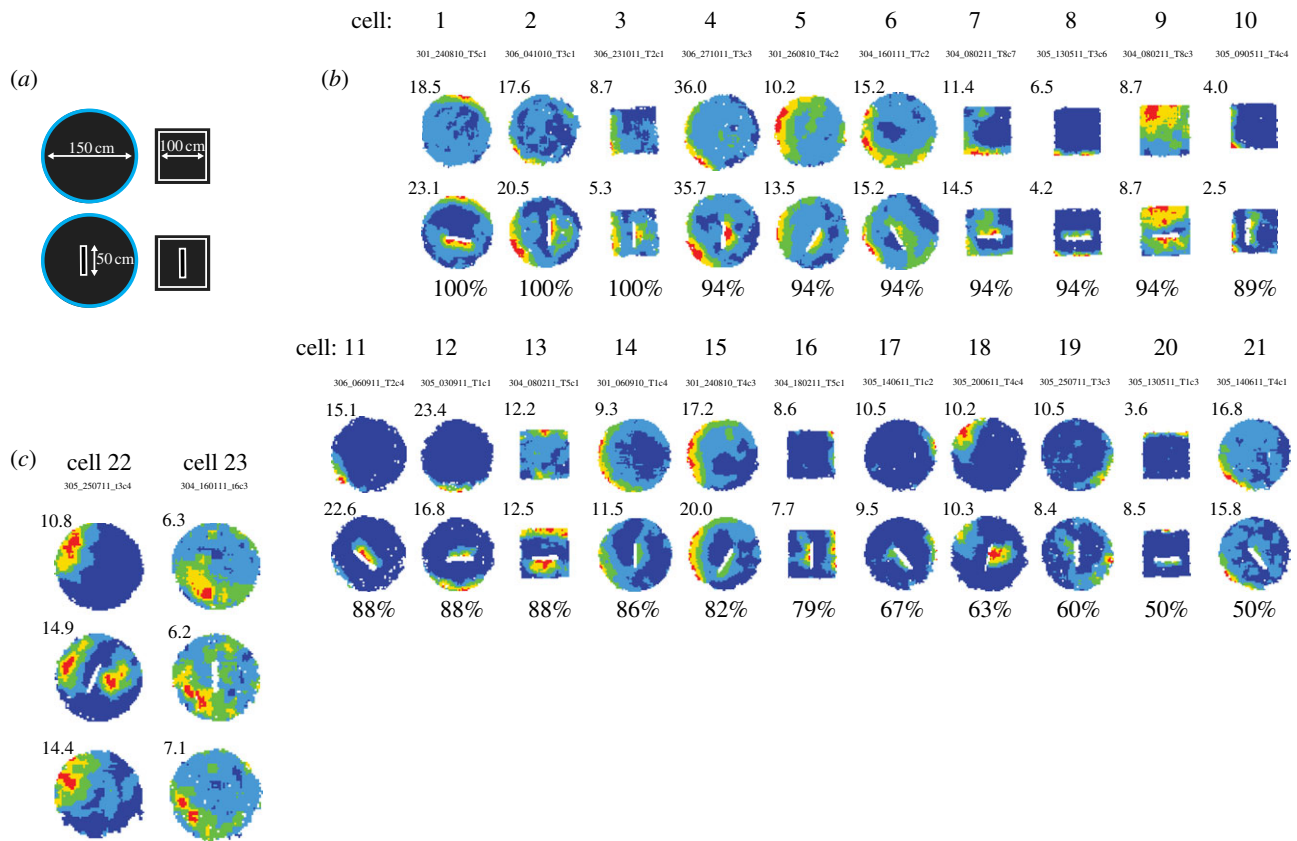 cell: 1 2 3 4 5 6 7 8 9 10
301_240810_T5c1 306_041010_T3c1 306_231011_T2c1 306_271011_T3c3 301_260810_T4c2 304_160111_T7c2 304_080211_T8c7 305_130511_T3c6 304_080211_T8c3 305_090511_T4c4
(a) (b)
18.5 17.6 8.7 36.0 10.2 15.2 11.4 6.5 8.7 4.0
150 cm 100 cm
23.1 20.5 5.3 35.7 13.5 15.2 14.5 4.2 8.7 2.5
50 cm
100% 100% 100% 94% 94% 94% 94% 94% 94% 89%
cell: 11 12 13 14 15 16 17 18 19 20 21
306_060911_T2c4 305_030911_T1c1 304_080211_T5c1 301_060910_T1c4 301_240810_T4c3 304_180211_T5c1 305_140611_T1c2 305_200611_T4c4 305_250711_T3c3 305_130511_T1c3 305_140611_T4c1
15.1 23.4 12.2 9.3 17.2 8.6 10.5 10.2 10.5 3.6 16.8
(c) cell 22 cell 23
305_250711_t3c4 304_160111_t6c3
22.6 16.8 12.5 11.5 20.0 7.7 9.5 10.3 8.4 8.5 15.8
10.8 6.3
88% 88% 88% 86% 82% 79% 67% 63% 60% 50% 50%
14.9 6.2
14.4 7.1